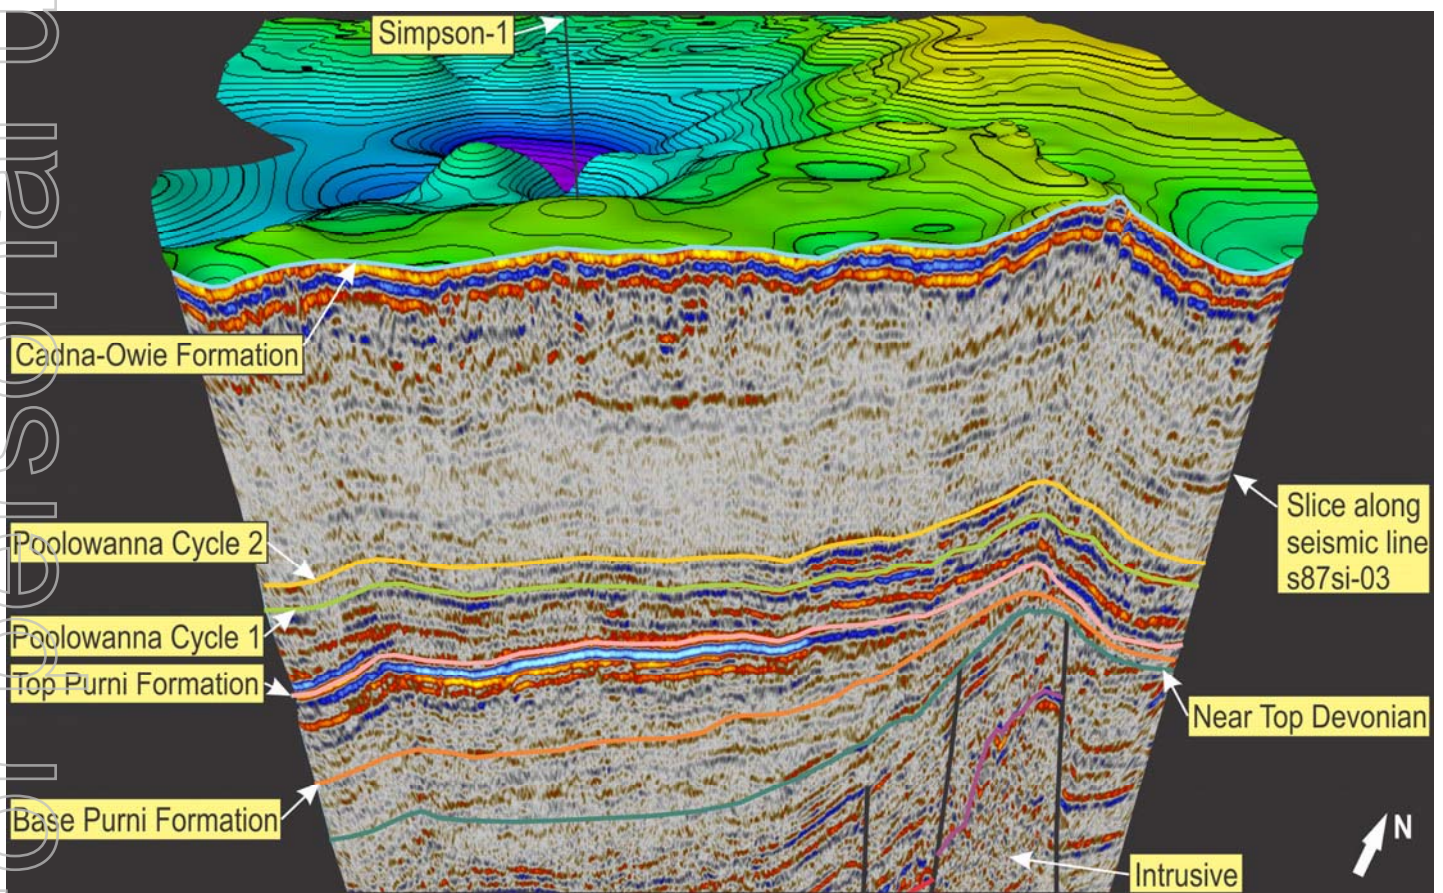 Simpson-1
Cadna-Owie Formation
Poolowanna Cycle 2
Slice along
seismic line
s87si-03
Poolowanna Cycle 1
Top Purni Formation
Near Top Devonian
Base Purni Formation
N
Intrusive